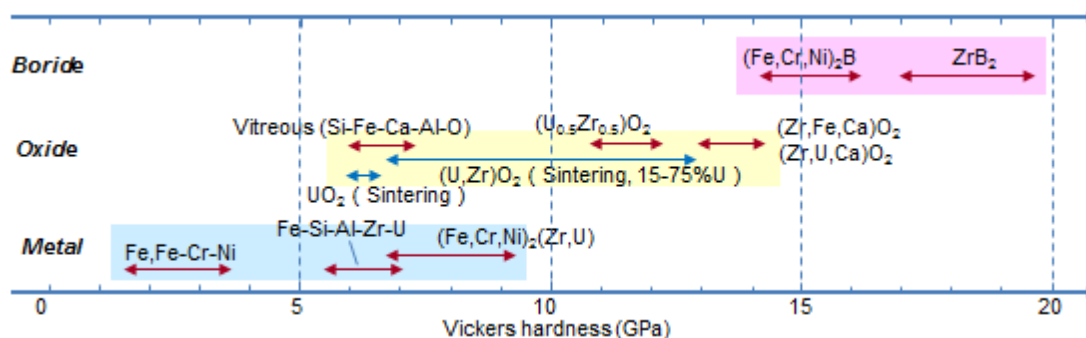 Boride
(Fe,Cr,Ni)₂B
ZrB₂
Oxide
Vitreous (Si-Fe-Ca-Al-O)
(U₀.₅Zr₀.₅)O₂
(Zr,Fe,Ca)O₂
(Zr,U,Ca)O₂
(U,Zr)O₂ ( Sintering, 15-75%U )
UO₂ ( Sintering )
Metal
Fe,Fe-Cr-Ni
Fe-Si-Al-Zr-U
(Fe,Cr,Ni)₂(Zr,U)
0 5 10 15 20
Vickers hardness (GPa)